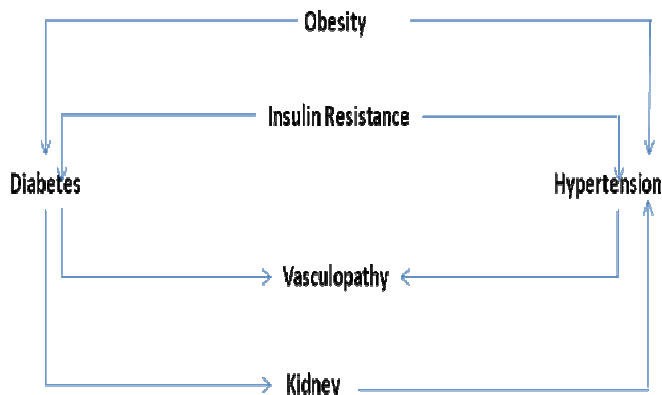 Obesity
Insulin Resistance
Diabetes
Hypertension
Vasculopathy
Kidney